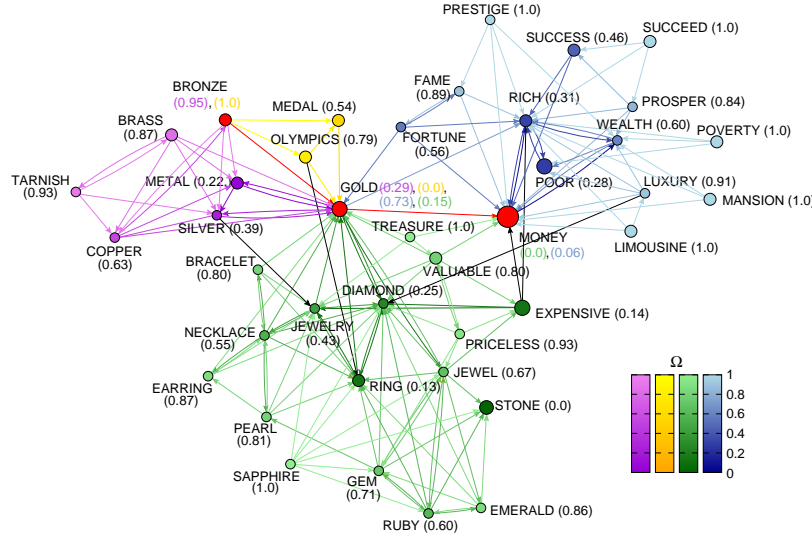 PRESTIGE (1.0)
SUCCEED (1.0)
SUCCESS (0.46)
BRONZE
(0.95), (1.0)
FAME
(0.89)
RICH (0.31)
MEDAL (0.54)
PROSPER (0.84)
BRASS
(0.87)
OLYMPICS (0.79)
FORTUNE
(0.56)
WEALTH (0.60)
POVERTY (1.0)
TARNISH
(0.93)
METAL (0.22)
GOLD (0.29), (0.0),
(0.73), (0.15)
POOR (0.28)
LUXURY (0.91)
MANSION (1.0)
SILVER (0.39)
TREASURE (1.0)
MONEY
(0.0), (0.06)
LIMOUSINE (1.0)
COPPER
(0.63)
BRACELET
(0.80)
VALUABLE (0.80)
DIAMOND (0.25)
EXPENSIVE (0.14)
NECKLACE
(0.55)
JEWELRY
(0.43)
PRICELESS (0.93)
EARRING
(0.87)
RING (0.13)
JEWEL (0.67)
STONE (0.0)
PEARL
(0.81)
SAPPHIRE
(1.0)
GEM
(0.71)
RUBY (0.60)
EMERALD (0.86)
Ω
1
0.8
0.6
0.4
0.2
0